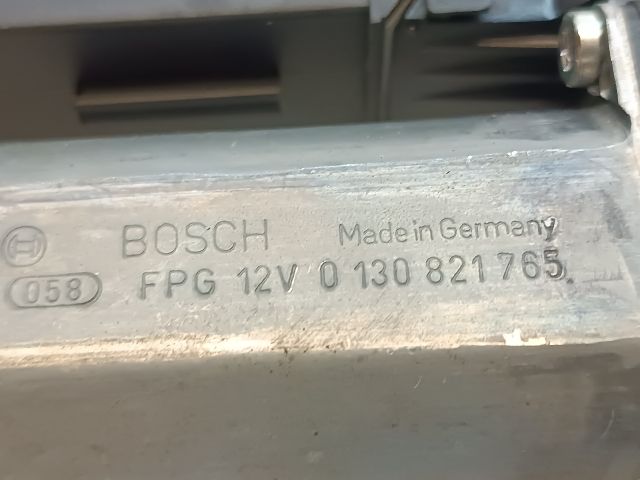 BOSCH Made in Germany
058 FPG 12V 0 130 821 765